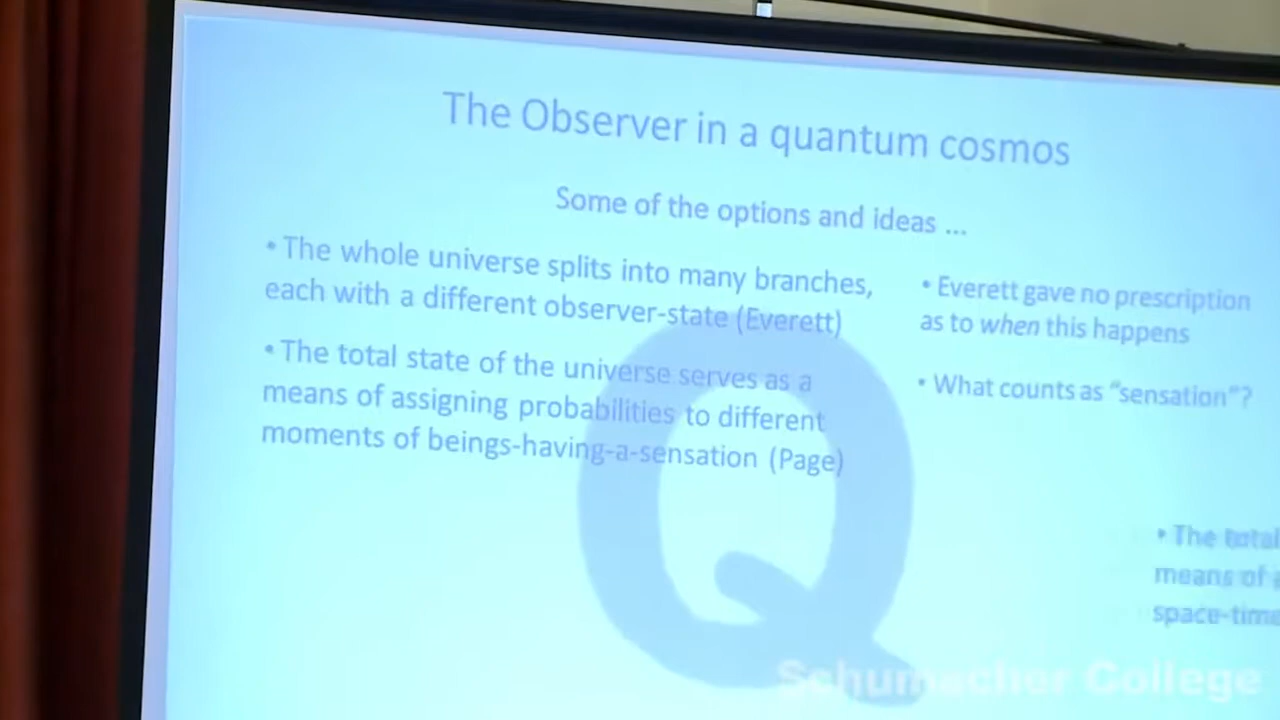 The Observer in a quantum cosmos
Some of the options and ideas ...
• The whole universe splits into many branches,
each with a different observer-state (Everett)
• The total state of the universe serves as a
means of assigning probabilities to different
moments of beings-having-a-sensation (Page)
• Everett gave no prescription
as to when this happens
• What counts as “sensation”?
• The total
means of
space-time
Q
Schumacher College